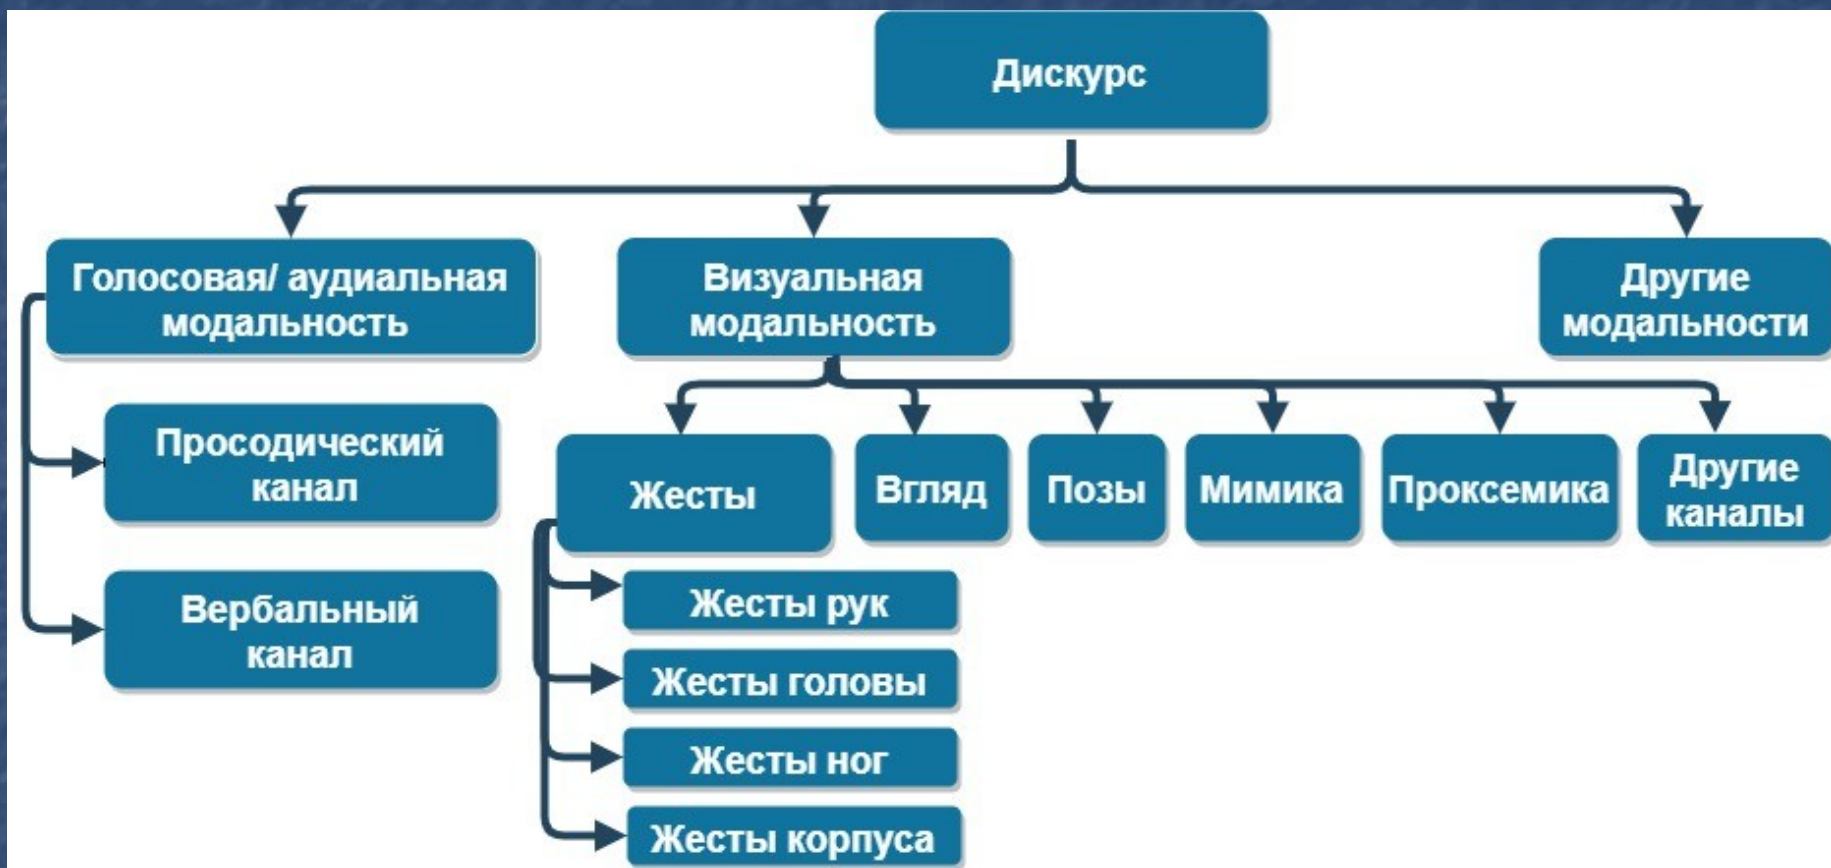 Дискурс
Голосовая/ аудиальная
модальность
Визуальная
модальность
Другие
модальности
Просодический
канал
Вербальный
канал
Жесты
Вгляд
Позы
Мимика
Проксемика
Другие
каналы
Жесты рук
Жесты головы
Жесты ног
Жесты корпуса